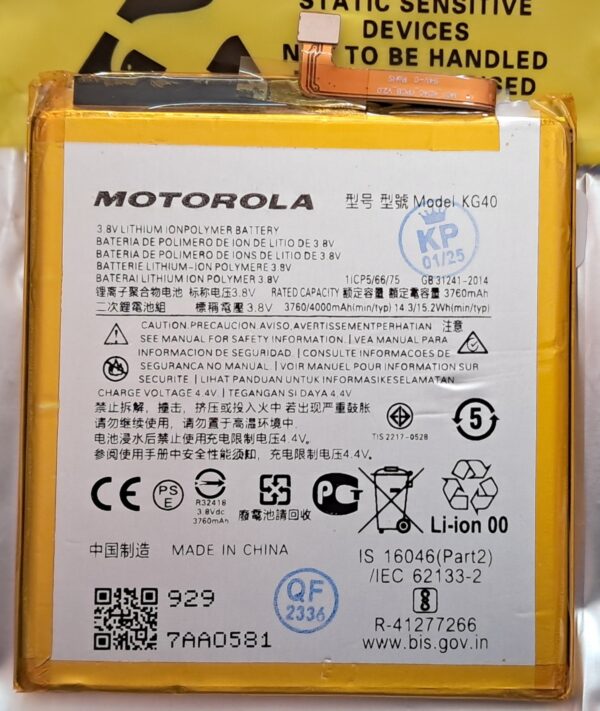 STATIC SENSITIVE
DEVICES
TO BE HANDLED
MOTOROLA
型号 型號 Model KG40
3.8V LITHIUM IONPOLYMER BATTERY
BATERIA DE POLIMERO DE ION DE LITIO DE 3.8V
BATERIA DE POLIMERO DE IONS DE LITIO DE 3.8V
BATTERIE LITHIUM-ION POLYMERE 3.8V
BATERAI LITHIUM ION POLYMER 3.8V
1ICP5/66/75 GB 31241-2014
锂离子聚合物电池 标称电压3.8V RATED CAPACITY 额定容量 額定電容 3760mAh
二次鋰電池組 標稱電壓 3.8V 3760/4000mAh(min/typ) 14.3/15.2Wh(min/typ)
KP
01/25
CAUTION.PRECAUCION AVISO.AVERTISSEMENTPERHATIAN 注意
SEE MANUAL FOR SAFETY INFORMATION. | VEA MANUAL PARA
INFORMACION DE SEGURIDAD. | CONSULTE INFORMACOES DE
SEGURANCA NO MANUAL | VOIR MANUEL POUR INFORMATION SUR
SECURITE | LIHAT PANDUAN UNTUK INFORMASIKESELAMATAN
CHARGE VOLTAGE 4.4V | TEGANGAN SI DAYA 4.4V
禁止拆解，撞击，挤压或投入火中 若出现严重鼓胀
请勿继续使用，请勿置于高温环境中.
电池浸水后禁止使用充电限制电压4.4V。
参阅使用手册中安全性能须知，充电限制电压4.4V.
TIS 2217-0528
5
CE
PS
E
R32418
3.8Vdc
3760mAh
廢電池請回收
Li-ion 00
中国制造 MADE IN CHINA
IS 16046(Part2)
/IEC 62133-2
R-41277266
www.bis.gov.in
929
7AA0581
QF
2336